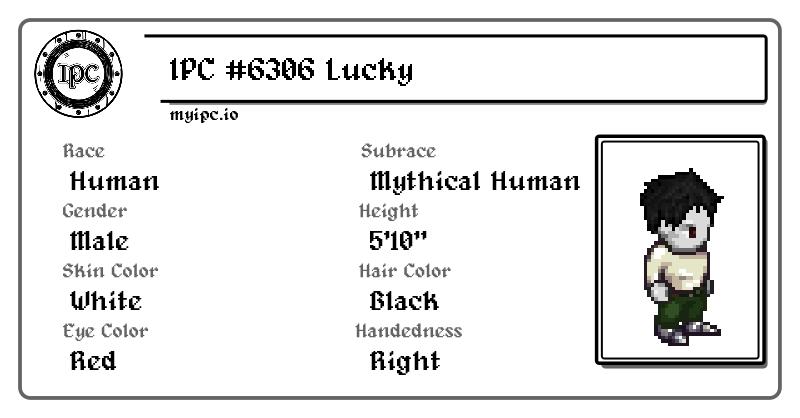 IPC
IPC #6306 Lucky
myipc.io
Race
Subrace
Human
Mythical Human
Gender
Height
Male
5'10"
Skin Color
Hair Color
White
Black
Eye Color
Handedness
Red
Right